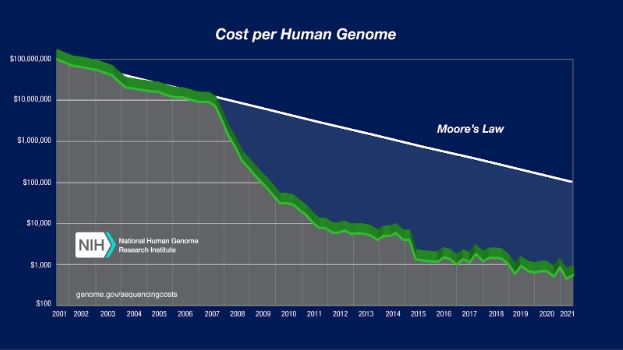 Cost per Human Genome
$100,000,000
$10,000,000
$1,000,000
$100,000
$10,000
$1,000
$100
Moore's Law
NIH
National Human Genome
Research Institute
genome.gov/sequencingcosts
2001 2002 2003 2004 2005 2006 2007 2008 2009 2010 2011 2012 2013 2014 2015 2016 2017 2018 2019 2020 2021